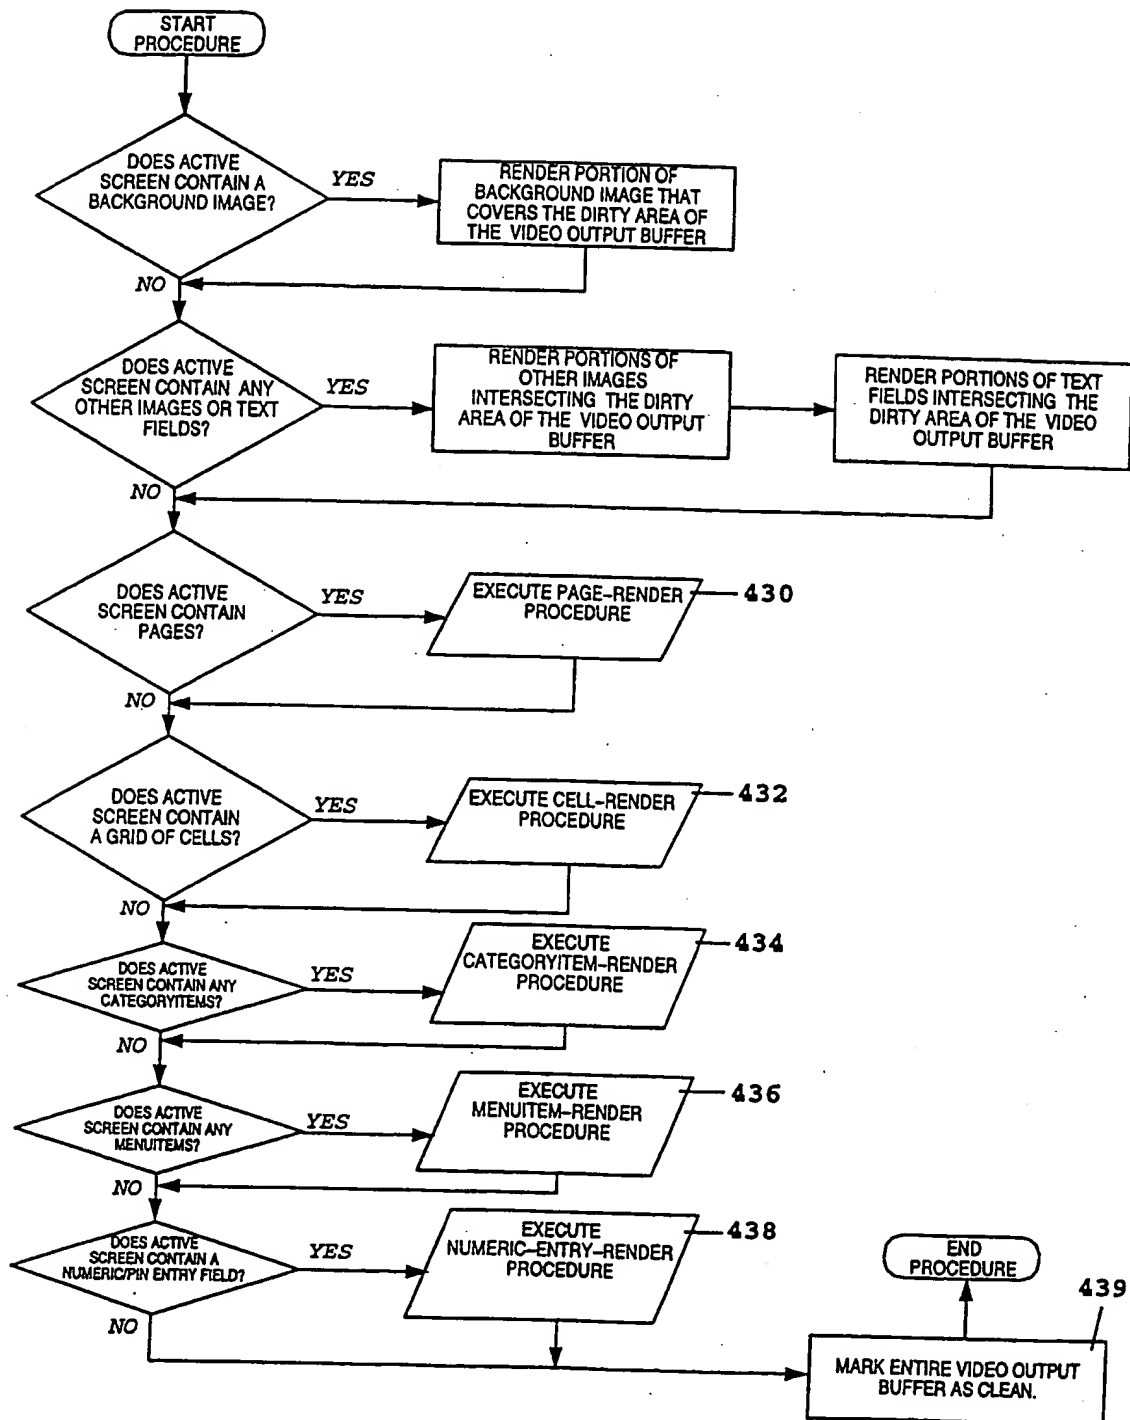 START
PROCEDURE
DOES ACTIVE
SCREEN CONTAIN A
BACKGROUND IMAGE?
YES
RENDER PORTION OF
BACKGROUND IMAGE THAT
COVERS THE DIRTY AREA OF
THE VIDEO OUTPUT BUFFER
NO
DOES ACTIVE
SCREEN CONTAIN ANY
OTHER IMAGES OR TEXT
FIELDS?
YES
RENDER PORTIONS OF
OTHER IMAGES
INTERSECTING THE DIRTY
AREA OF THE VIDEO OUTPUT
BUFFER
RENDER PORTIONS OF TEXT
FIELDS INTERSECTING THE
DIRTY AREA OF THE VIDEO
OUTPUT BUFFER
NO
DOES ACTIVE
SCREEN CONTAIN
PAGES?
YES
EXECUTE PAGE-RENDER
PROCEDURE
430
NO
DOES ACTIVE
SCREEN CONTAIN
A GRID OF CELLS?
YES
EXECUTE CELL-RENDER
PROCEDURE
432
NO
DOES ACTIVE
SCREEN CONTAIN ANY
CATEGORYITEMS?
YES
EXECUTE
CATEGORYITEM-RENDER
PROCEDURE
434
NO
DOES ACTIVE
SCREEN CONTAIN ANY
MENUITEMS?
YES
EXECUTE
MENUITEM-RENDER
PROCEDURE
436
NO
DOES ACTIVE
SCREEN CONTAIN A
NUMERIC/PIN ENTRY FIELD?
YES
EXECUTE
NUMERIC-ENTRY-RENDER
PROCEDURE
438
NO
END
PROCEDURE
439
MARK ENTIRE VIDEO OUTPUT
BUFFER AS CLEAN.